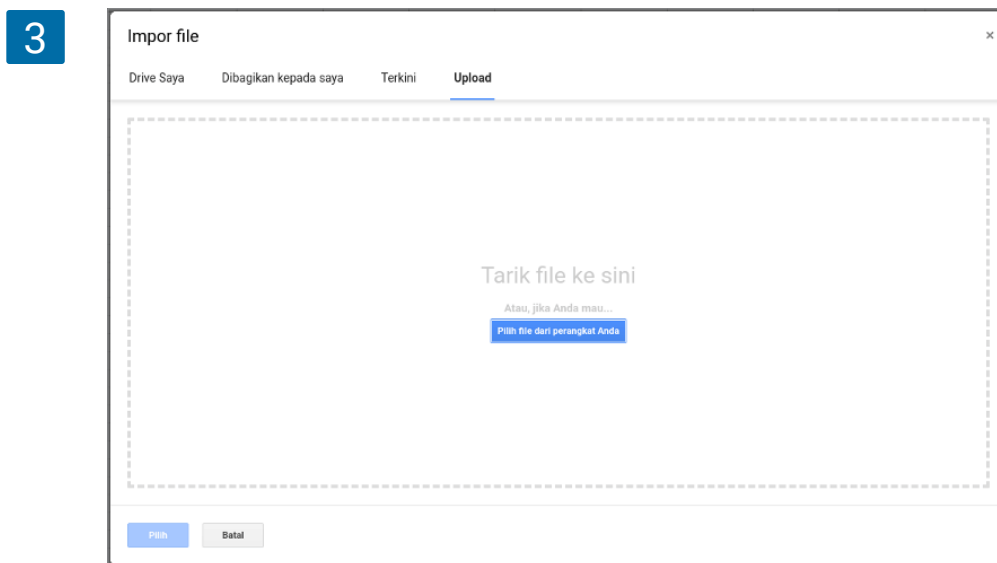 3
Impor file
×
Drive Saya Dibagikan kepada saya Terkini Upload
Tarik file ke sini
Atau, jika Anda mau...
Pilih file dari perangkat Anda
Pilih Batal